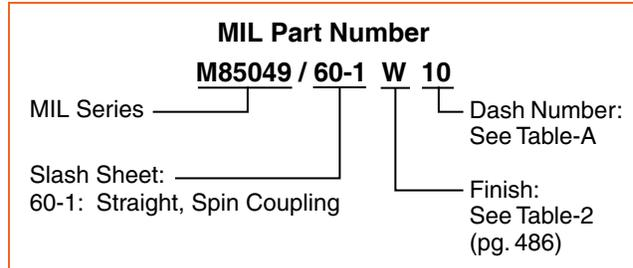 MIL Part Number
M85049 / 60-1 W 10
MIL Series
Dash Number:
See Table-A
Slash Sheet:
60-1: Straight, Spin Coupling
Finish:
See Table-2
(pg. 486)